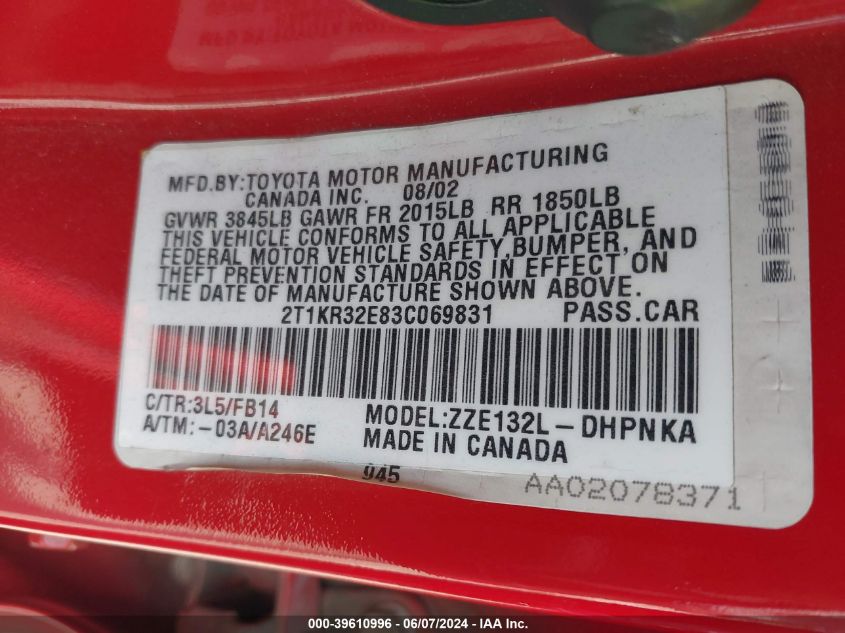 MFD.BY:TOYOTA MOTOR MANUFACTURING
CANADA INC. 08/02
GVWR 3845LB GAWR FR 2015LB RR 1850LB
THIS VEHICLE CONFORMS TO ALL APPLICABLE
FEDERAL MOTOR VEHICLE SAFETY,BUMPER, AND
THEFT PREVENTION STANDARDS IN EFFECT ON
THE DATE OF MANUFACTURE SHOWN ABOVE.
2T1KR32E83C069831 PASS.CAR
C/TR:3L5/FB14 MODEL:ZZE132L-DHPNKA
A/TM:-03A/A246E MADE IN CANADA
945
AA02078371
000-39610996 - 06/07/2024 - IAA Inc.